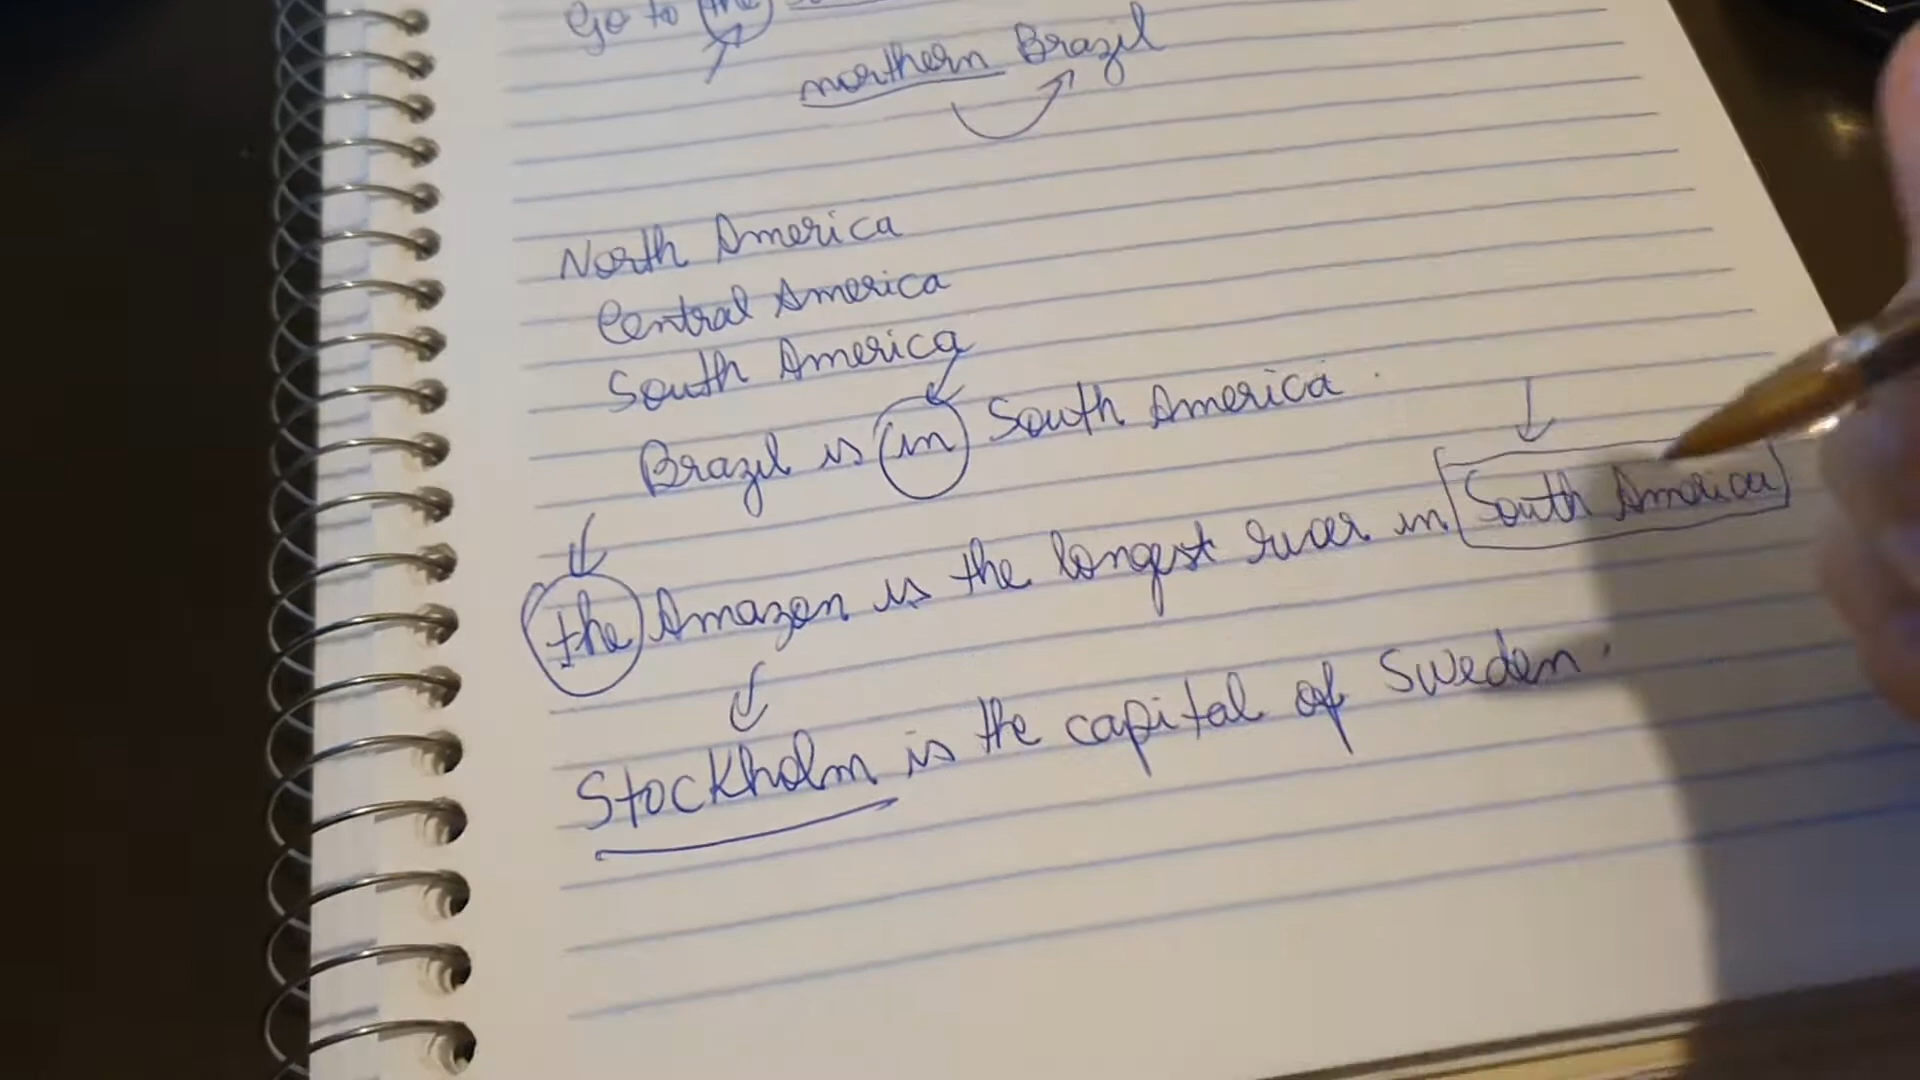 Go to the
northern Brazil
North America
Central America
South America
Brazil is in South America.
the Amazon is the longest river in South America
Stockholm is the capital of Sweden.